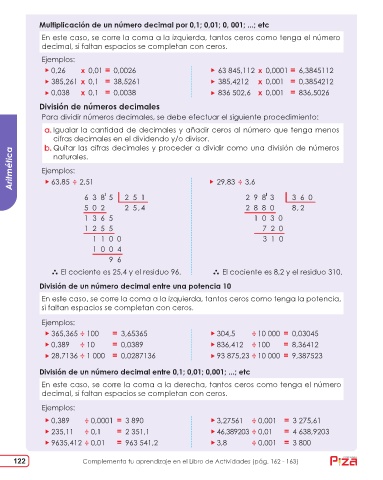 Multiplicación de un número decimal por 0,1; 0,01; 0, 001; ...; etc
En este caso, se corre la coma a la izquierda, tantos ceros como tenga el número
decimal, si faltan espacios se completan con ceros.
Ejemplos:
0,26 x 0,01 = 0,0026
385,261 x 0,1 = 38,5261
0,038 x 0,1 = 0,0038
63 845,112 x 0,0001 = 6,3845112
385,4212 x 0,001 = 0,3854212
836 502,6 x 0,001 = 836,5026
División de números decimales
Para dividir números decimales, se debe efectuar el siguiente procedimiento:
a. Igualar la cantidad de decimales y añadir ceros al número que tenga menos
cifras decimales en el dividendo y/o divisor.
b. Quitar las cifras decimales y proceder a dividir como una división de números
naturales.
Ejemplos:
63,85 ÷ 2,51
6 3 8 5 2 5 1
5 0 2 2 5,4
1 3 6 5
1 2 5 5
1 1 0 0
1 0 0 4
9 6
∴ El cociente es 25,4 y el residuo 96.
29,83 ÷ 3,6
2 9 8 3 3 6 0
2 8 8 0 8,2
1 0 3 0
7 2 0
3 1 0
∴ El cociente es 8,2 y el residuo 310.
División de un número decimal entre una potencia 10
En este caso, se corre la coma a la izquierda, tantos ceros como tenga la potencia,
si faltan espacios se completan con ceros.
Ejemplos:
365,365 ÷ 100 = 3,65365
0,389 ÷ 10 = 0,0389
28,7136 ÷ 1 000 = 0,0287136
304,5 ÷ 10 000 = 0,03045
836,412 ÷ 100 = 8,36412
93 875,23 ÷ 10 000 = 9,387523
División de un número decimal entre 0,1; 0,01; 0,001; ...; etc
En este caso, se corre la coma a la derecha, tantos ceros como tenga el número
decimal, si faltan espacios se completan con ceros.
Ejemplos:
0,389 ÷ 0,0001 = 3 890
235,11 ÷ 0,1 = 2 351,1
9635,412 ÷ 0,01 = 963 541,2
3,27561 ÷ 0,001 = 3 275,61
46,389203 ÷ 0,01 = 4 638,9203
3,8 ÷ 0,001 = 3 800
Aritmética
122 Complementa tu aprendizaje en el Libro de Actividades (pág. 162 - 163)